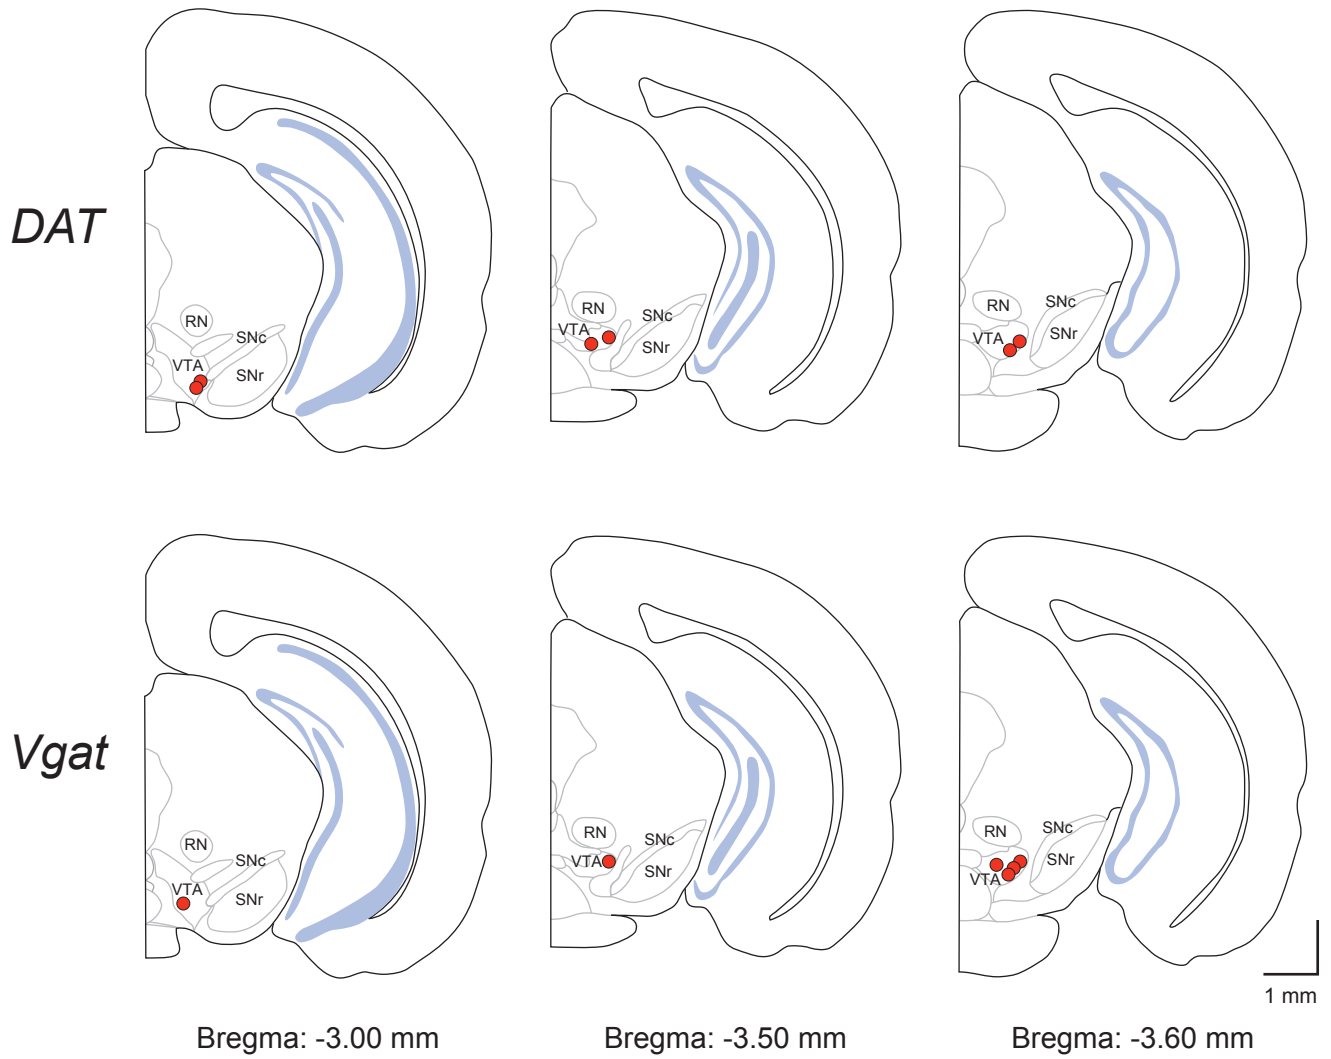 DAT
RN
SNc
VTA
SNr
RN
SNc
VTA
SNr
RN
SNc
VTA
SNr
Vgat
RN
SNc
VTA
SNr
RN
SNc
VTA
SNr
RN
SNc
VTA
SNr
1 mm
Bregma: -3.00 mm
Bregma: -3.50 mm
Bregma: -3.60 mm